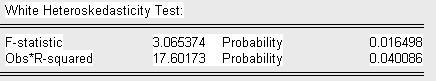 White Heteroskedasticity Test:
F-statistic 3.065374 Probability 0.016498
Obs*R-squared 17.60173 Probability 0.040086